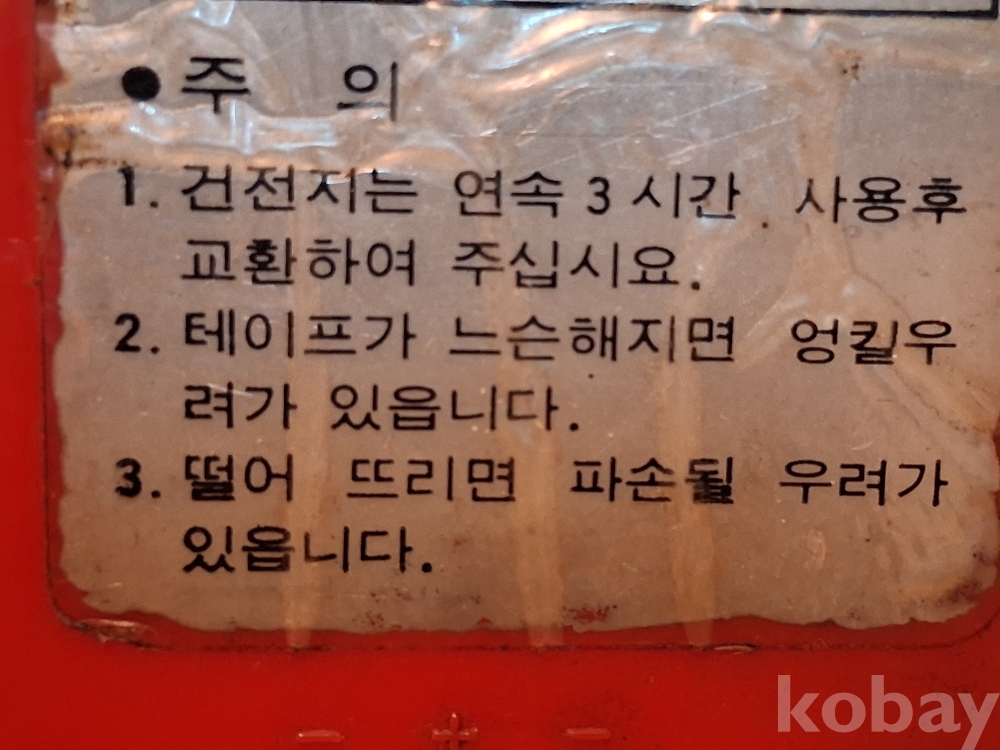 ● 주 의
1. 건전지는 연속 3 시간 사용후
교환하여 주십시요.
2. 테이프가 느슨해지면 엉킬우
려가 있읍니다.
3. 떨어 뜨리면 파손될 우려가
있읍니다.
- + -
kobay